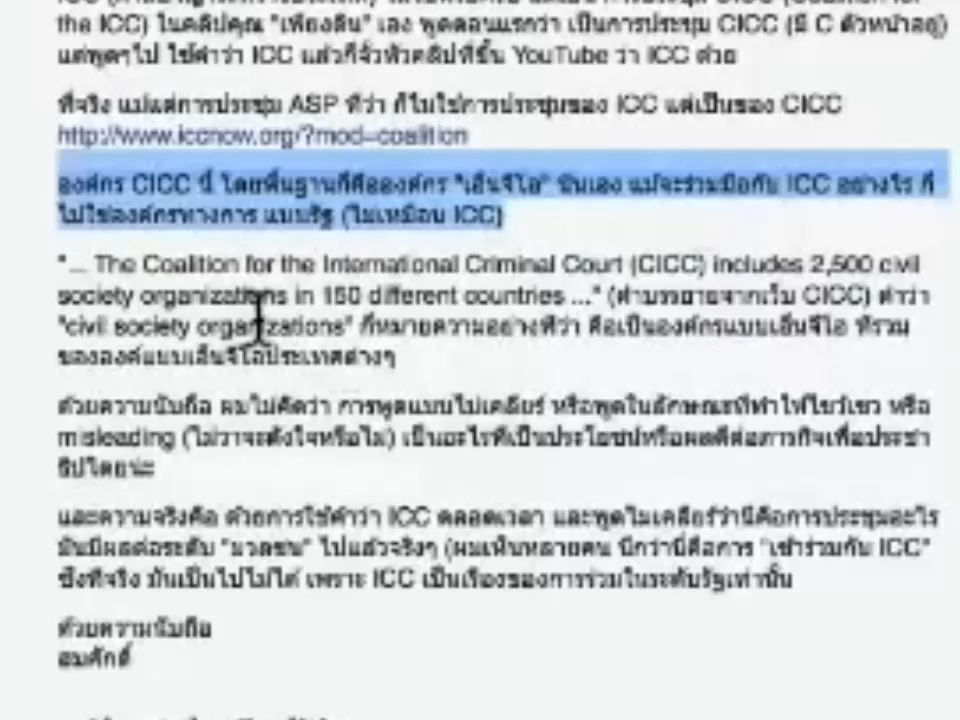 the ICC) ในคลิปคุณ "เพียงดิน" เอง พูดตอนแรกว่า เป็นการประชุม CICC (มี C ตัวหน้าอยู่)
แต่พูดๆไป ใช้คำว่า ICC แล้วก็จั่วหัวคลิปที่ขึ้น YouTube ว่า ICC ด้วย
ที่จริง แม้แต่การประชุม ASP ที่ว่า ก็ไม่ใช่การประชุมของ ICC แต่เป็นของ CICC
http://www.iccnow.org/?mod=coalition
องค์กร CICC นี้ โดยพื้นฐานก็คือองค์กร "เอ็นจีโอ" นั่นเอง แม้จะร่วมมือกับ ICC อย่างไร ก็
ไม่ใช่องค์กรทางการ แบบรัฐ (ไม่เหมือน ICC)
"... The Coalition for the International Criminal Court (CICC) includes 2,500 civil
society organizations in 150 different countries ..." (คำบรรยายจากเว็บ CICC) คำว่า
"civil society organizations" ก็หมายความอย่างที่ว่า คือเป็นองค์กรแบบเอ็นจีโอ ที่รวม
ขององค์แบบเอ็นจีโอประเทศต่างๆ
ด้วยความนับถือ ผมไม่คิดว่า การพูดแบบไม่เคลียร์ หรือพูดในลักษณะที่ทำให้ไขว้เขว หรือ
misleading (ไม่ว่าจะตั้งใจหรือไม่) เป็นอะไรที่เป็นประโยชน์หรือผลดีต่อภารกิจเพื่อประชา
ธิปไตยน่ะ
และความจริงคือ ด้วยการใช้คำว่า ICC ตลอดเวลา และพูดไม่เคลียร์ว่านี่คือการประชุมอะไร
มันมีผลต่อระดับ "มวลชน" ไปแล้วจริงๆ (ผมเห็นหลายคน นึกว่านี่คือการ "เข้าร่วมกับ ICC"
ซึ่งที่จริง มันเป็นไปไม่ได้ เพราะ ICC เป็นเรื่องของการร่วมในระดับรัฐเท่านั้น
ด้วยความนับถือ
สมศักดิ์